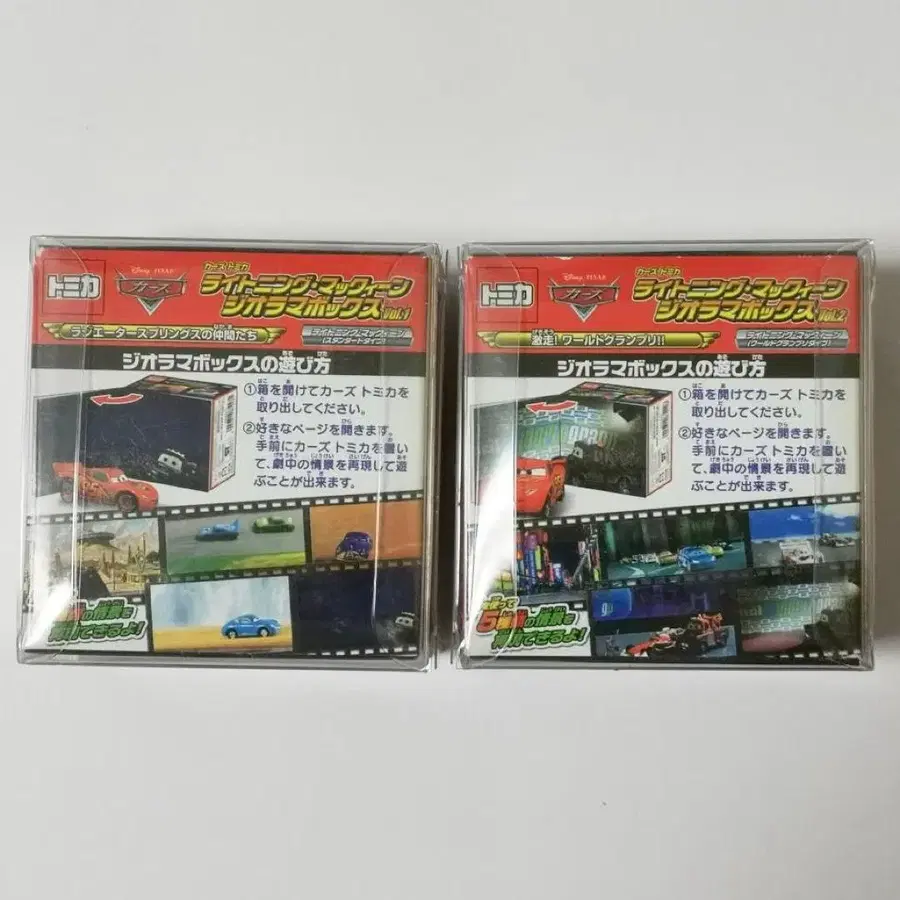 トミカ
Disney・PIXAR
カーズ
カーズ トミカ
ライトニング・マックィーン
ジオラマボックス Vol.1
ラジエータースプリングスの仲間たち
ライトニング・マックィーン
(スタンダードタイプ)
ジオラマボックスの遊び方
①箱を開けてカーズ トミカを
取り出してください。
②好きなページを開きます。
手前にカーズ トミカを置い
て、劇中の情景を再現して遊
ぶことが出来ます。
の情景を
再現できるよ!
トミカ
Disney・PIXAR
カーズ
カーズ トミカ
ライトニング・マックィーン
ジオラマボックス Vol.2
激走!ワールドグランプリ!!
ライトニング・マックィーン
(ワールドグランプリタイプ)
ジオラマボックスの遊び方
①箱を開けてカーズ トミカを
取り出してください。
②好きなページを開きます。
手前にカーズ トミカを置い
て、劇中の情景を再現して遊
ぶことが出来ます。
5種類の情景を
再現できるよ!